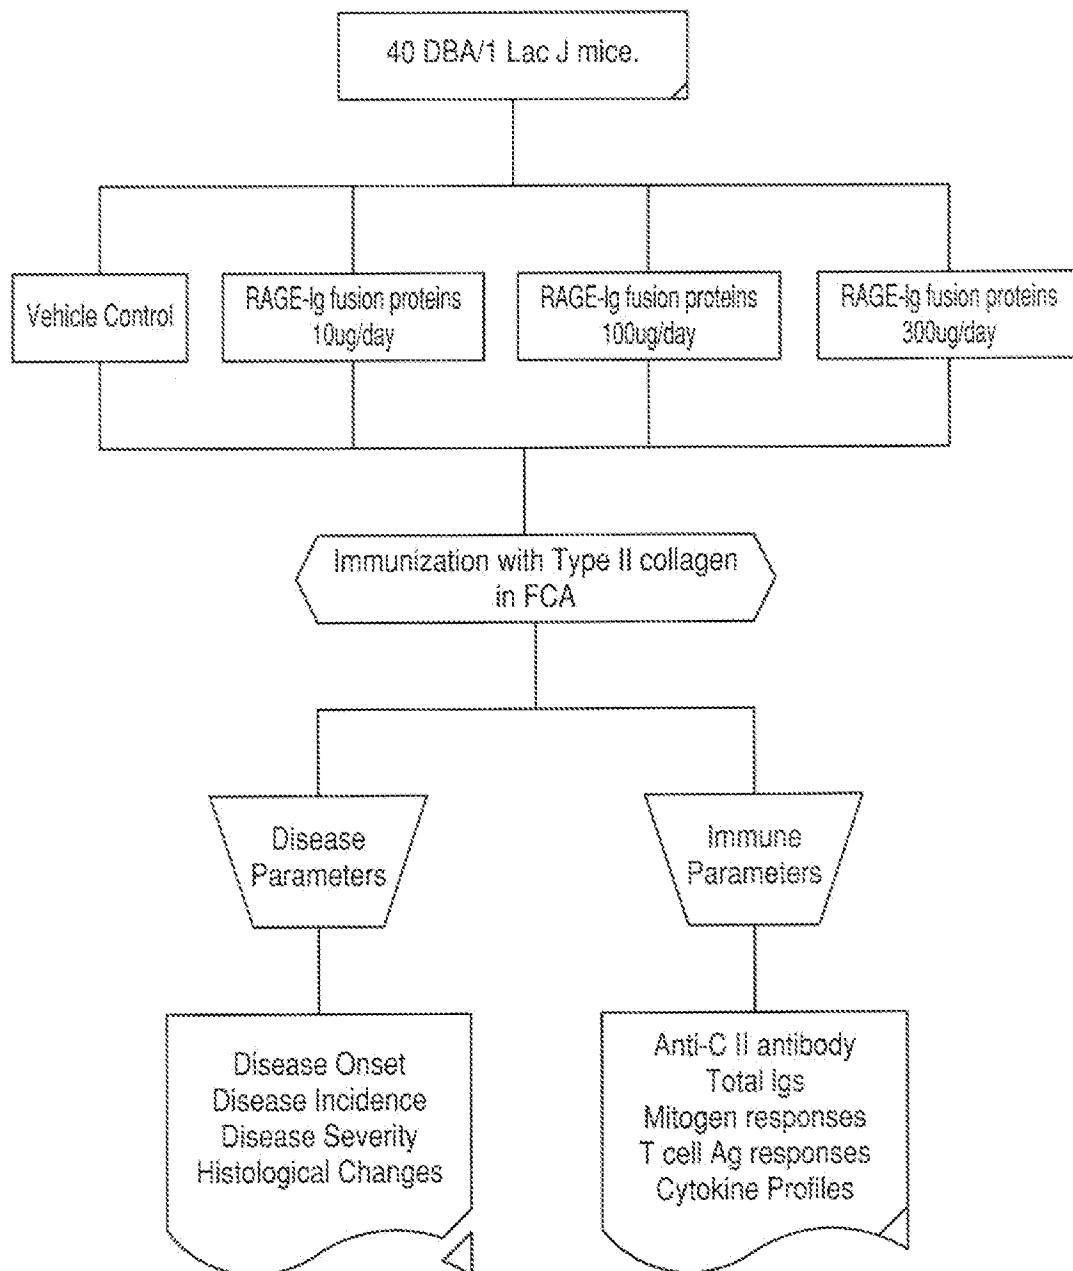 40 DBA/1 Lac J mice.
Vehicle Control
RAGE-Ig fusion proteins
10ug/day
RAGE-Ig fusion proteins
100ug/day
RAGE-Ig fusion proteins
300ug/day
Immunization with Type II collagen
in FCA
Disease
Parameters
Immune
Parameters
Disease Onset
Disease Incidence
Disease Severity
Histological Changes
Anti-C II antibody
Total Igs
Mitogen responses
T cell Ag responses
Cytokine Profiles